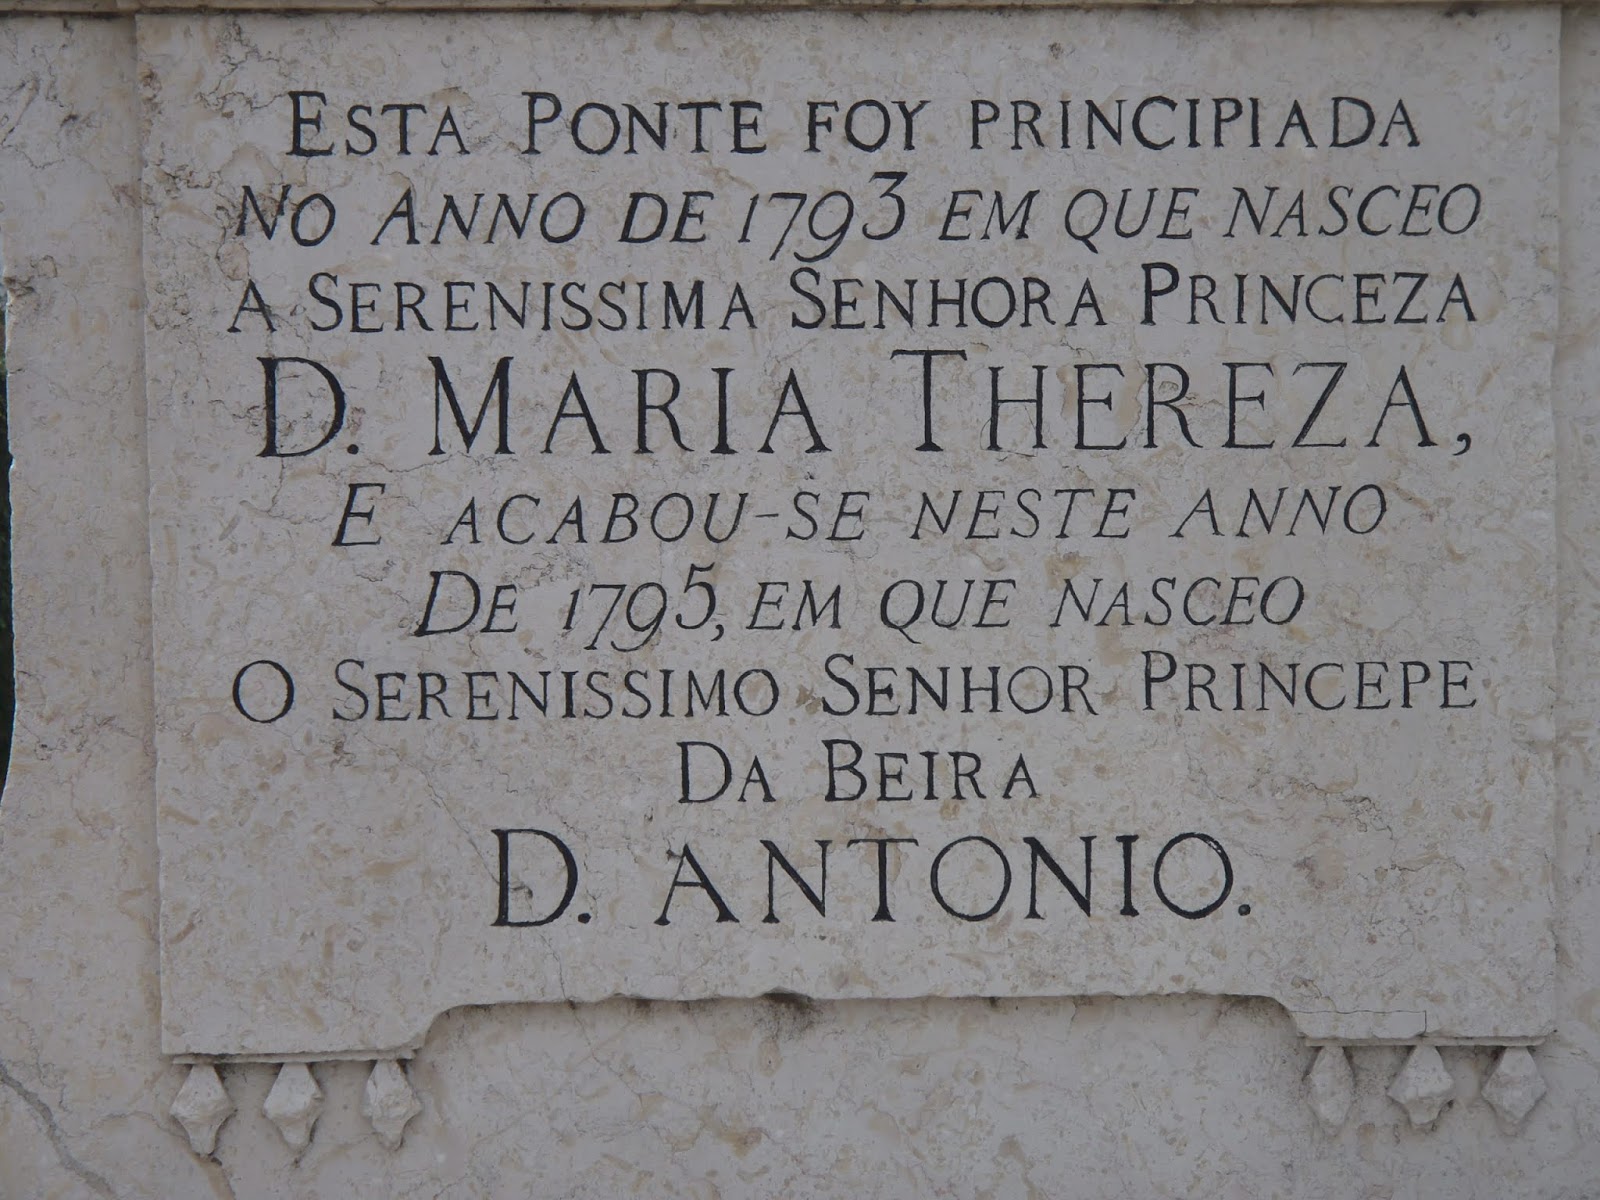 ESTA PONTE FOY PRINCIPIADA
NO ANNO DE 1793 EM QUE NASCEO
A SERENISSIMA SENHORA PRINCEZA
D. MARIA THEREZA,
E ACABOU-SE NESTE ANNO
DE 1795, EM QUE NASCEO
O SERENISSIMO SENHOR PRINCEPE
DA BEIRA
D. ANTONIO.